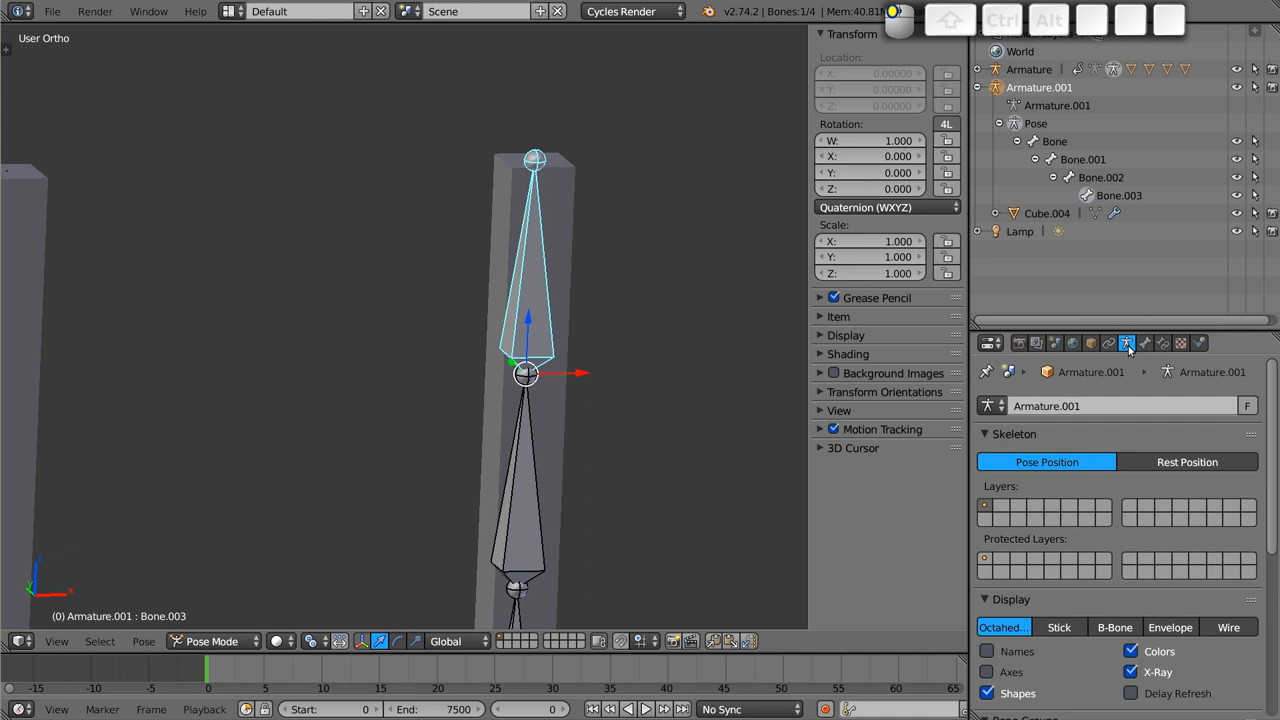 File Render Window Help Default Scene Cycles Render v2.74.2 | Bones:1/4 | Mem:40.81
Ctrl Alt
User Ortho
Transform
Location:
X: 0.00000
Y: 0.00000
Z: 0.00000
Rotation: 4L
W: 1.000
X: 0.000
Y: 0.000
Z: 0.000
Quaternion (WXYZ)
Scale:
X: 1.000
Y: 1.000
Z: 1.000
Grease Pencil
Item
Display
Shading
Background Images
Transform Orientations
View
Motion Tracking
3D Cursor
World
Armature
Armature.001
Armature.001
Pose
Bone
Bone.001
Bone.002
Bone.003
Cube.004
Lamp
Armature.001 Armature.001
Armature.001 F
Skeleton
Pose Position Rest Position
Layers:
Protected Layers:
Display
Octahed... Stick B-Bone Envelope Wire
Names Colors
Axes X-Ray
Shapes Delay Refresh
z
y
x
(0) Armature.001 : Bone.003
View Select Pose Pose Mode Global
-15 -10 -5 0 5 10 15 20 25 30 35 40 45 50 55 60 65
View Marker Frame Playback Start: 0 End: 7500 0 No Sync